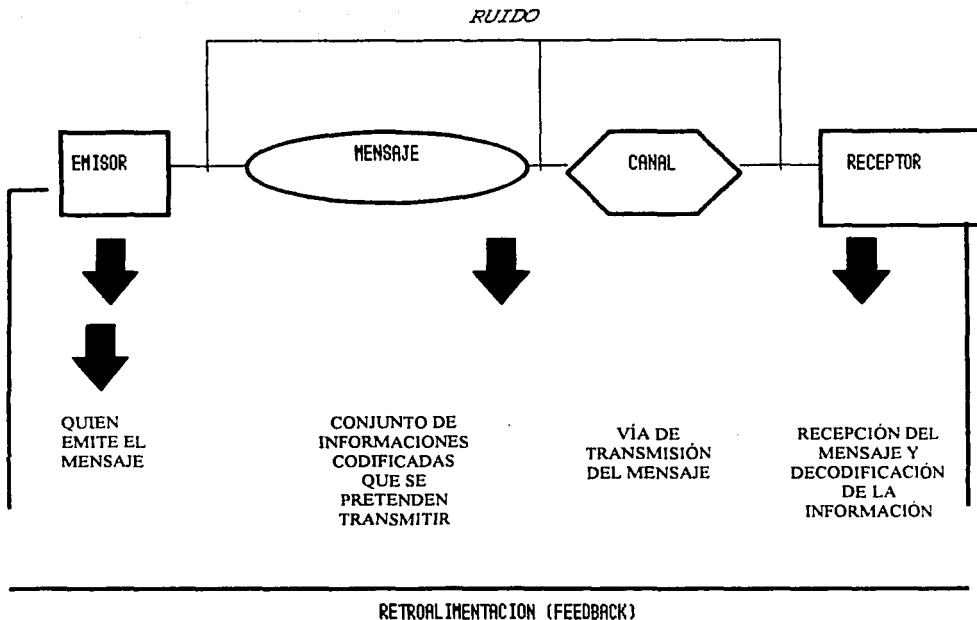 RUIDO
EMISOR
MENSAJE
CANAL
RECEPTOR
QUIEN
EMITE EL
MENSAJE
CONJUNTO DE
INFORMACIONES
CODIFICADAS
QUE SE
PRETENDEN
TRANSMITIR
VÍA DE
TRANSMISIÓN
DEL MENSAJE
RECEPCIÓN DEL
MENSAJE Y
DECODIFICACIÓN
DE LA
INFORMACIÓN
RETROALIMENTACION (FEEDBACK)